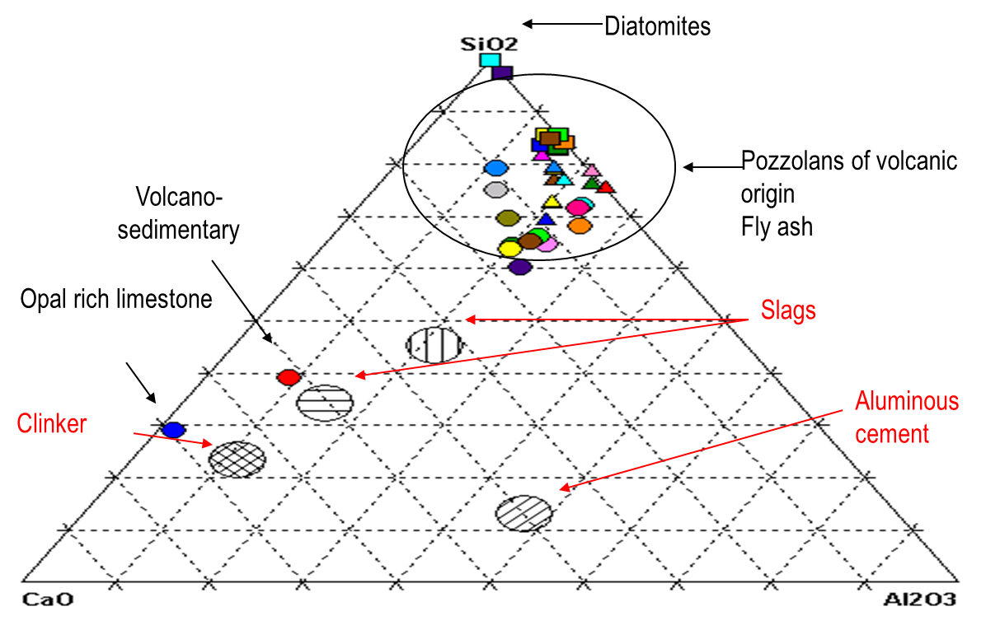 Diatomites
SiO2
Pozzolans of volcanic
origin
Fly ash
Volcano-
sedimentary
Opal rich limestone
Slags
Aluminous
cement
Clinker
CaO
Al2O3